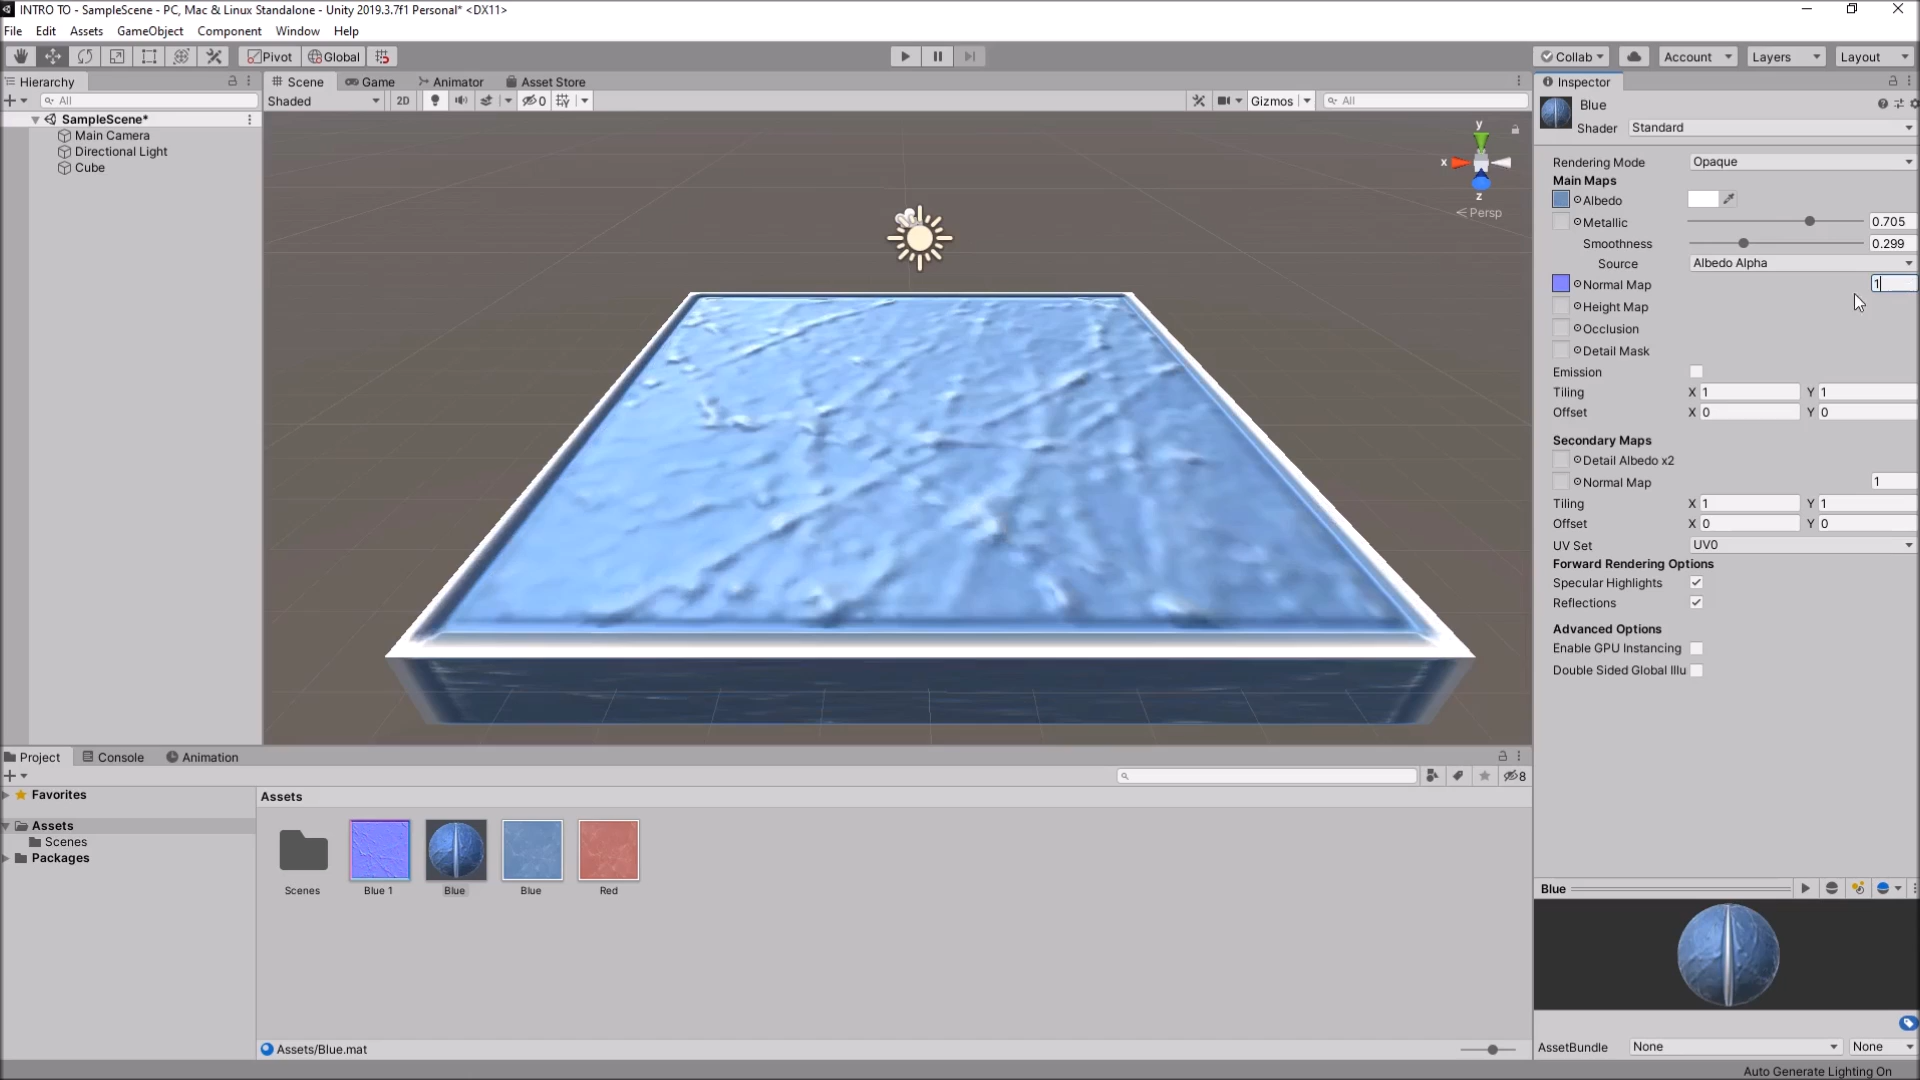 INTRO TO - SampleScene - PC, Mac & Linux Standalone - Unity 2019.3.7f1 Personal* <DX11>
File Edit Assets GameObject Component Window Help
Pivot Global Collab Account Layers Layout
Hierarchy
All
SampleScene*
Main Camera
Directional Light
Cube
Scene Game Animator Asset Store
Shaded 2D 0 Gizmos All
y
x
z
Persp
Inspector
Blue
Shader Standard
Rendering Mode Opaque
Main Maps
Albedo
Metallic 0.705
Smoothness 0.299
Source Albedo Alpha
Normal Map 1
Height Map
Occlusion
Detail Mask
Emission
Tiling X 1 Y 1
Offset X 0 Y 0
Secondary Maps
Detail Albedo x2
Normal Map 1
Tiling X 1 Y 1
Offset X 0 Y 0
UV Set UV0
Forward Rendering Options
Specular Highlights
Reflections
Advanced Options
Enable GPU Instancing
Double Sided Global Illu
Project Console Animation
8
Favorites
Assets
Scenes
Packages
Assets
Scenes Blue 1 Blue Blue Red
Assets/Blue.mat
Blue
AssetBundle None None
Auto Generate Lighting On